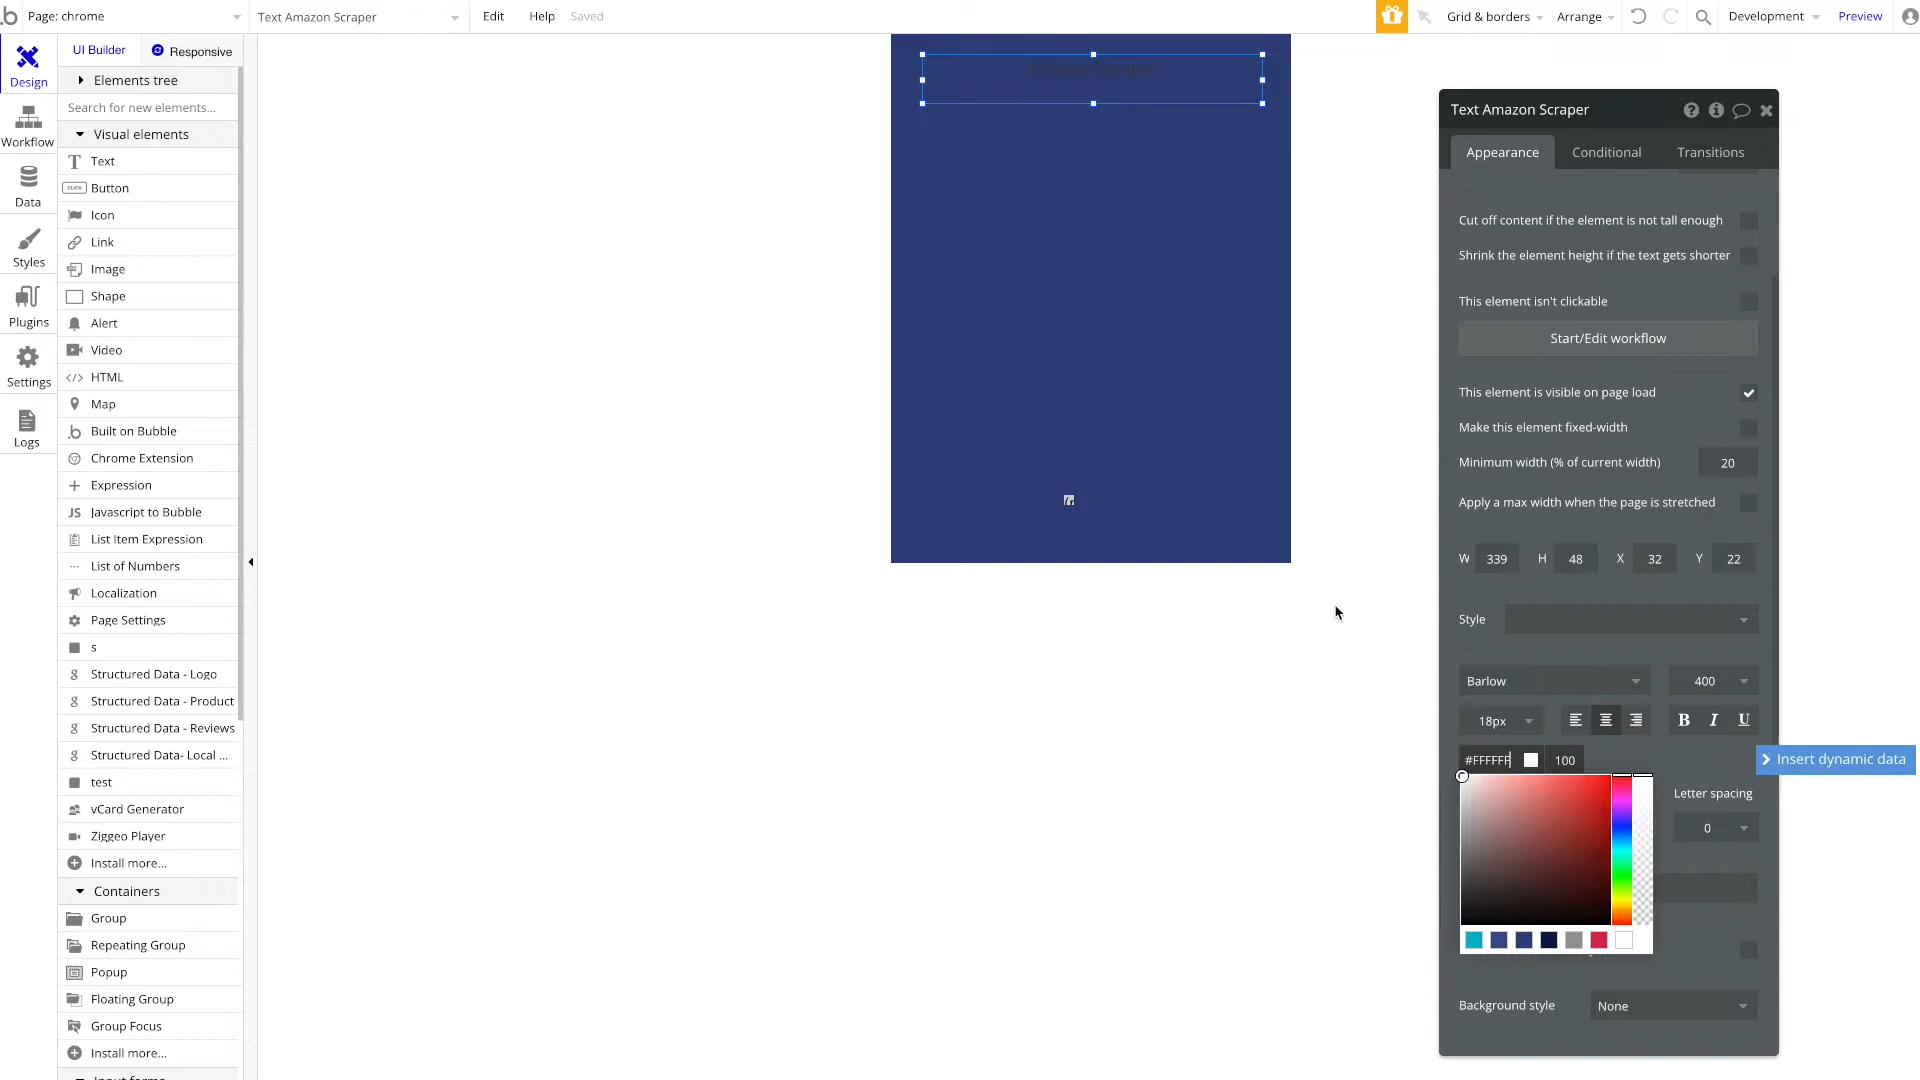 Page: chrome
Text Amazon Scraper
Edit
Help
Saved
Grid & borders
Arrange
Development
Preview
Design
Workflow
Data
Styles
Plugins
Settings
Logs
UI Builder
Responsive
Elements tree
Search for new elements...
Visual elements
Text
CLICK
Button
Icon
Link
Image
Shape
Alert
Video
HTML
Map
Built on Bubble
Chrome Extension
Expression
JS Javascript to Bubble
List Item Expression
List of Numbers
Localization
Page Settings
s
Structured Data - Logo
Structured Data - Product
Structured Data - Reviews
Structured Data- Local ...
test
vCard Generator
Ziggeo Player
Install more...
Containers
Group
Repeating Group
Popup
Floating Group
Group Focus
Install more...
Input forms
Amazon Scraper
Text Amazon Scraper
Appearance
Conditional
Transitions
Cut off content if the element is not tall enough
Shrink the element height if the text gets shorter
This element isn't clickable
Start/Edit workflow
This element is visible on page load
Make this element fixed-width
Minimum width (% of current width) 20
Apply a max width when the page is stretched
W 339 H 48 X 32 Y 22
Style
Barlow 400
18px B I U
#FFFFFF 100
Insert dynamic data
Letter spacing
0
Background style None